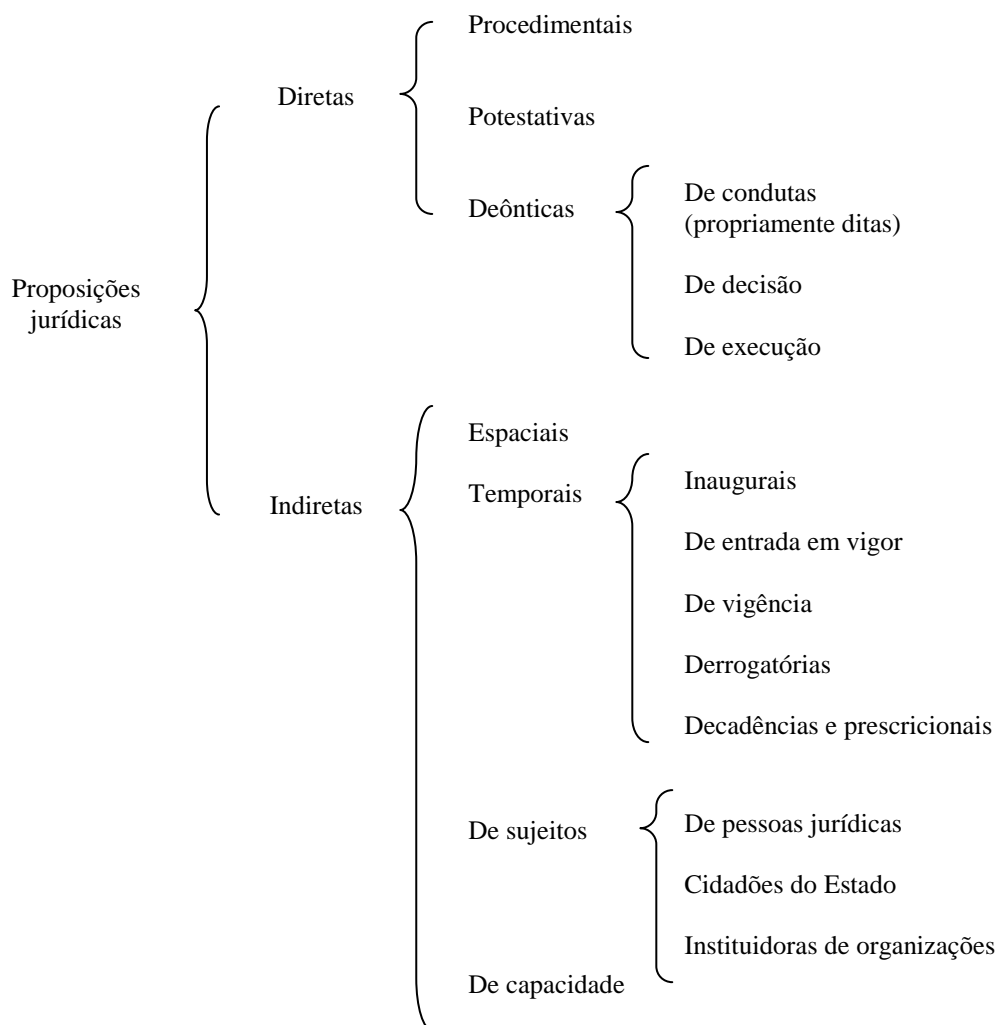 Procedimentais
Diretas
Potestativas
Deônticas
De condutas
(propriamente ditas)
De decisão
De execução
Proposições
jurídicas
Espaciais
Temporais
Indiretas
Inaugurais
De entrada em vigor
De vigência
Derrogatórias
Decadências e prescricionais
De sujeitos
De pessoas jurídicas
Cidadões do Estado
Instituidoras de organizações
De capacidade